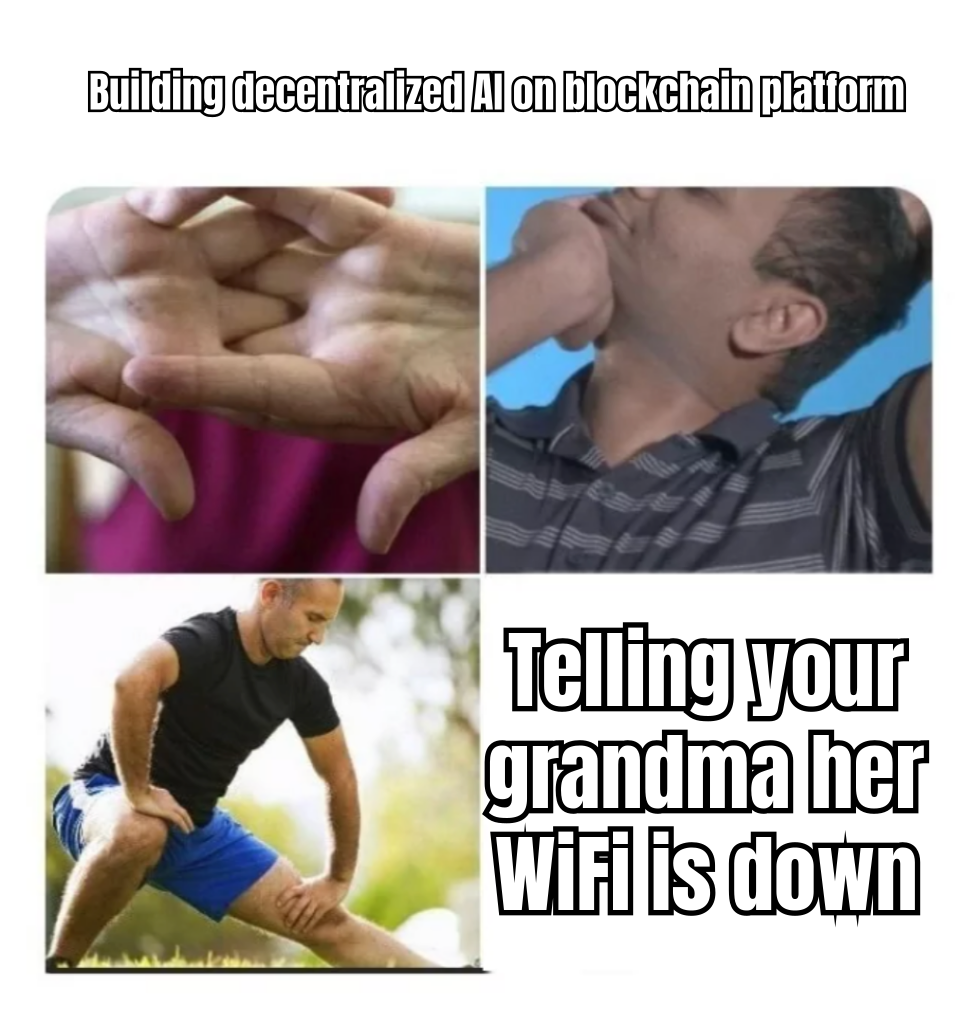 Building decentralized AI on blockchain platform
Telling your
grandma her
WiFi is down